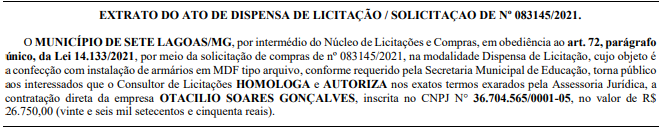 EXTRATO DO ATO DE DISPENSA DE LICITAÇÃO / SOLICITAÇAO DE Nº 083145/2021.
O MUNICÍPIO DE SETE LAGOAS/MG, por intermédio do Núcleo de Licitações e Compras, em obediência ao art. 72, parágrafo
único, da Lei 14.133/2021, por meio da solicitação de compras de nº 083145/2021, na modalidade Dispensa de Licitação, cujo objeto é
a confecção com instalação de armários em MDF tipo arquivo, conforme requerido pela Secretaria Municipal de Educação, torna público
aos interessados que o Consultor de Licitações HOMOLOGA e AUTORIZA nos exatos termos exarados pela Assessoria Jurídica, a
contratação direta da empresa OTACILIO SOARES GONÇALVES, inscrita no CNPJ N° 36.704.565/0001-05, no valor de R$
26.750,00 (vinte e seis mil setecentos e cinquenta reais).